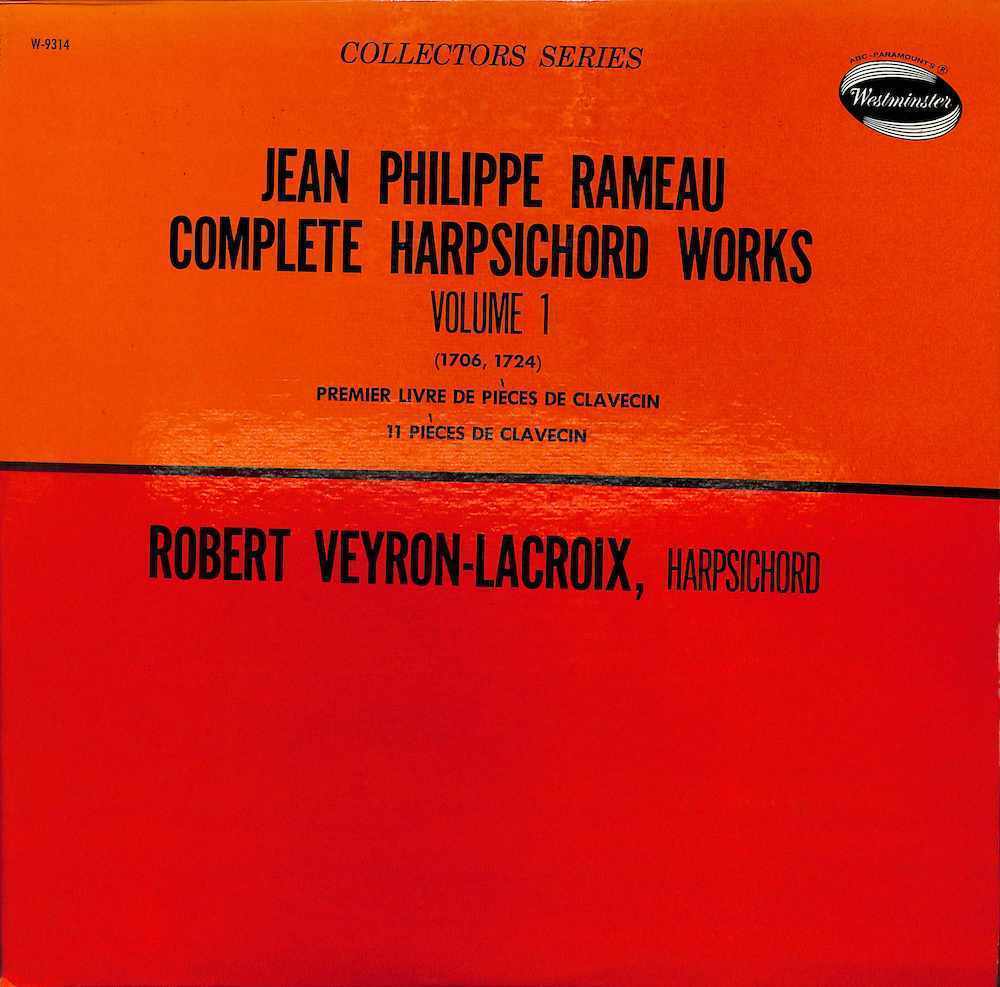 W-9314
COLLECTORS SERIES
ABC-PARAMOUNT'S ®
Westminster
JEAN PHILIPPE RAMEAU
COMPLETE HARPSICHORD WORKS
VOLUME 1
(1706, 1724)
PREMIER LIVRE DE PIÈCES DE CLAVECIN
11 PIÈCES DE CLAVECIN
ROBERT VEYRON-LACROIX, HARPSICHORD